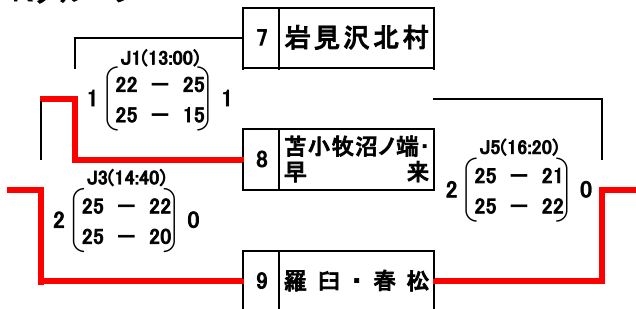 7 岩見沢北村
J1(13:00)
1 22 － 25 1
25 － 15
8 苫小牧沼ノ端・
早 来
J5(16:20)
2 25 － 21 0
25 － 22
J3(14:40)
2 25 － 22 0
25 － 20
9 羅臼・春松